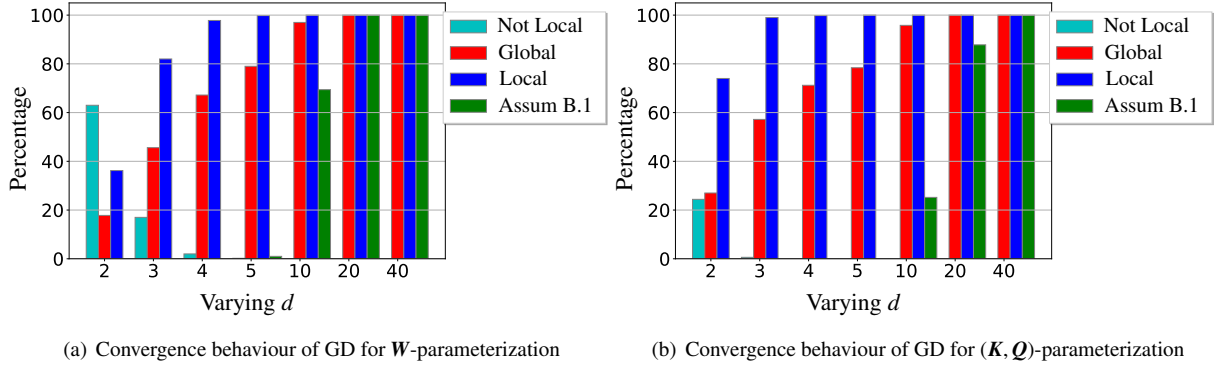 100
80
60
40
20
0
Percentage
2 3 4 5 10 20 40
Varying d
Not Local
Global
Local
Assum B.1
(a) Convergence behaviour of GD for W-parameterization
100
80
60
40
20
0
Percentage
2 3 4 5 10 20 40
Varying d
Not Local
Global
Local
Assum B.1
(b) Convergence behaviour of GD for (K, Q)-parameterization